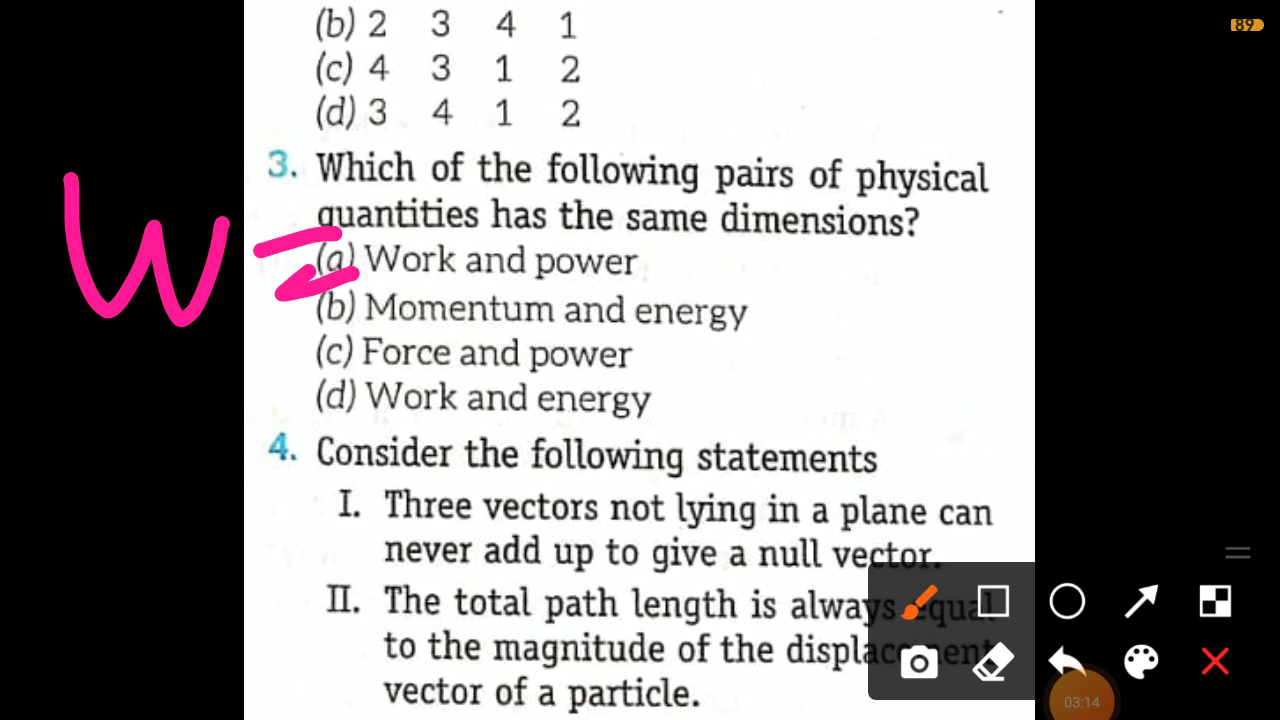 89
(b) 2 3 4 1
(c) 4 3 1 2
(d) 3 4 1 2
3. Which of the following pairs of physical
quantities has the same dimensions?
W =
(a) Work and power
(b) Momentum and energy
(c) Force and power
(d) Work and energy
4. Consider the following statements
I. Three vectors not lying in a plane can
never add up to give a null vector.
II. The total path length is always equal
to the magnitude of the displacement
vector of a particle.
03:14